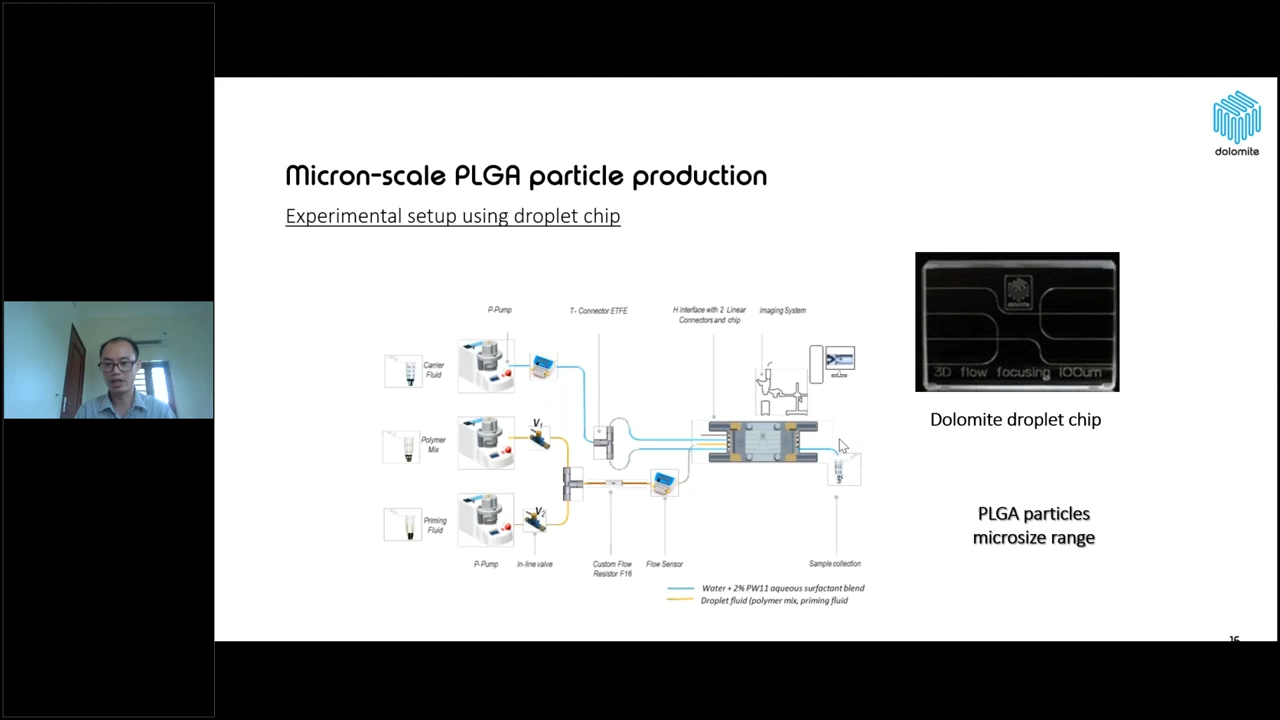 dolomite
Micron-scale PLGA particle production
Experimental setup using droplet chip
P-Pump
T- Connector ETFE
H Interface with 2 Linear
Connectors and chip
Imaging System
Carrier
Fluid
Polymer
Mix
V1
Priming
Fluid
V2
P-Pump
In-line valve
Custom Flow
Resistor F16
Flow Sensor
Sample collection
Water + 2% PW11 aqueous surfactant blend
Droplet fluid (polymer mix, priming fluid
dolomite
3D flow focusing 100µm
Dolomite droplet chip
PLGA particles
microsize range
16